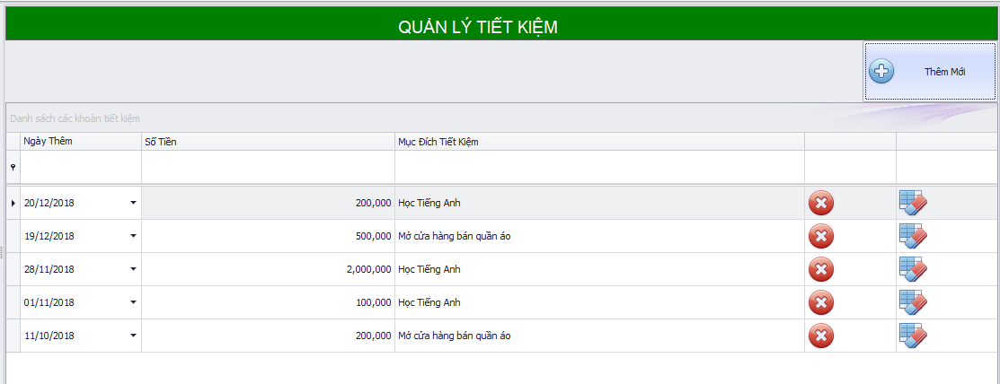 QUẢN LÝ TIẾT KIỆM
Thêm Mới
Danh sách các khoản tiết kiệm
Ngày Thêm Số Tiền Mục Đích Tiết Kiệm
20/12/2018 200,000 Học Tiếng Anh
19/12/2018 500,000 Mở cửa hàng bán quần áo
28/11/2018 2,000,000 Học Tiếng Anh
01/11/2018 100,000 Học Tiếng Anh
11/10/2018 200,000 Mở cửa hàng bán quần áo